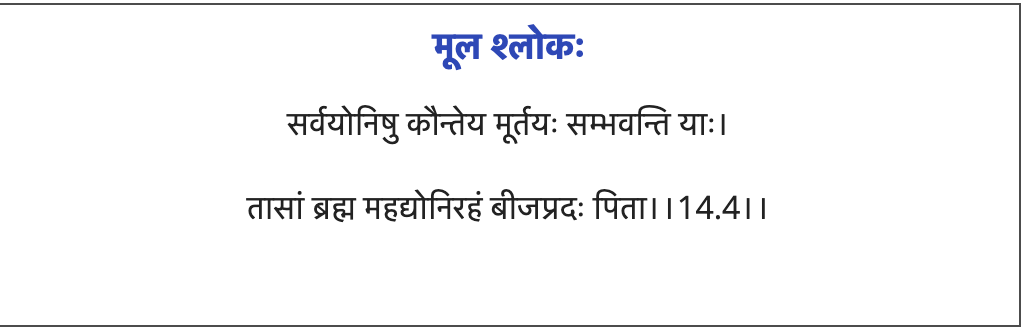 मूल श्लोकः
सर्वयोनिषु कौन्तेय मूर्तयः सम्भवन्ति याः।
तासां ब्रह्म महद्योनिरहं बीजप्रदः पिता।।14.4।।